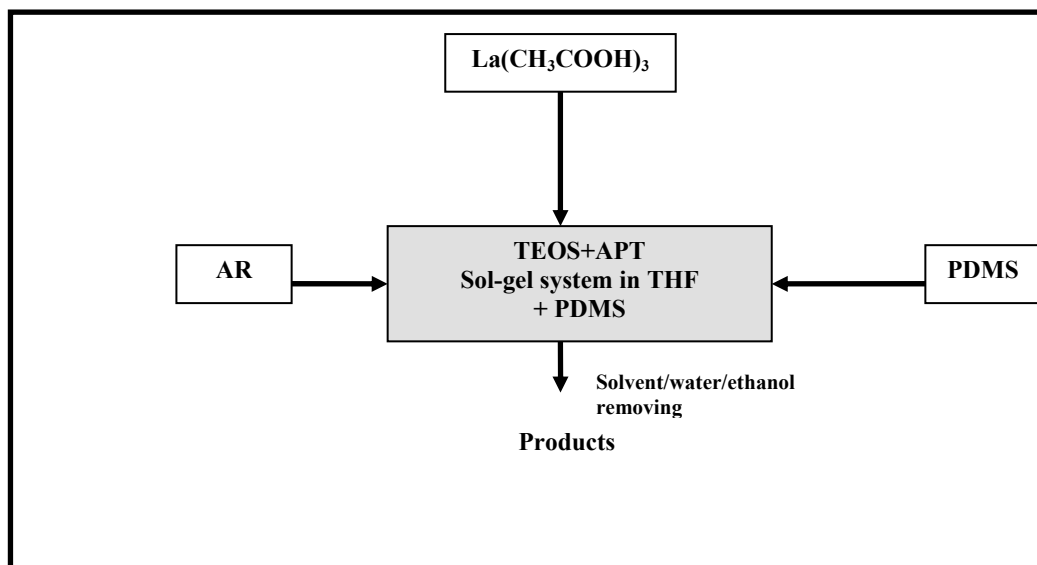 La(CH₃COOH)₃
AR
TEOS+APT
Sol-gel system in THF
+ PDMS
PDMS
Solvent/water/ethanol
removing
Products